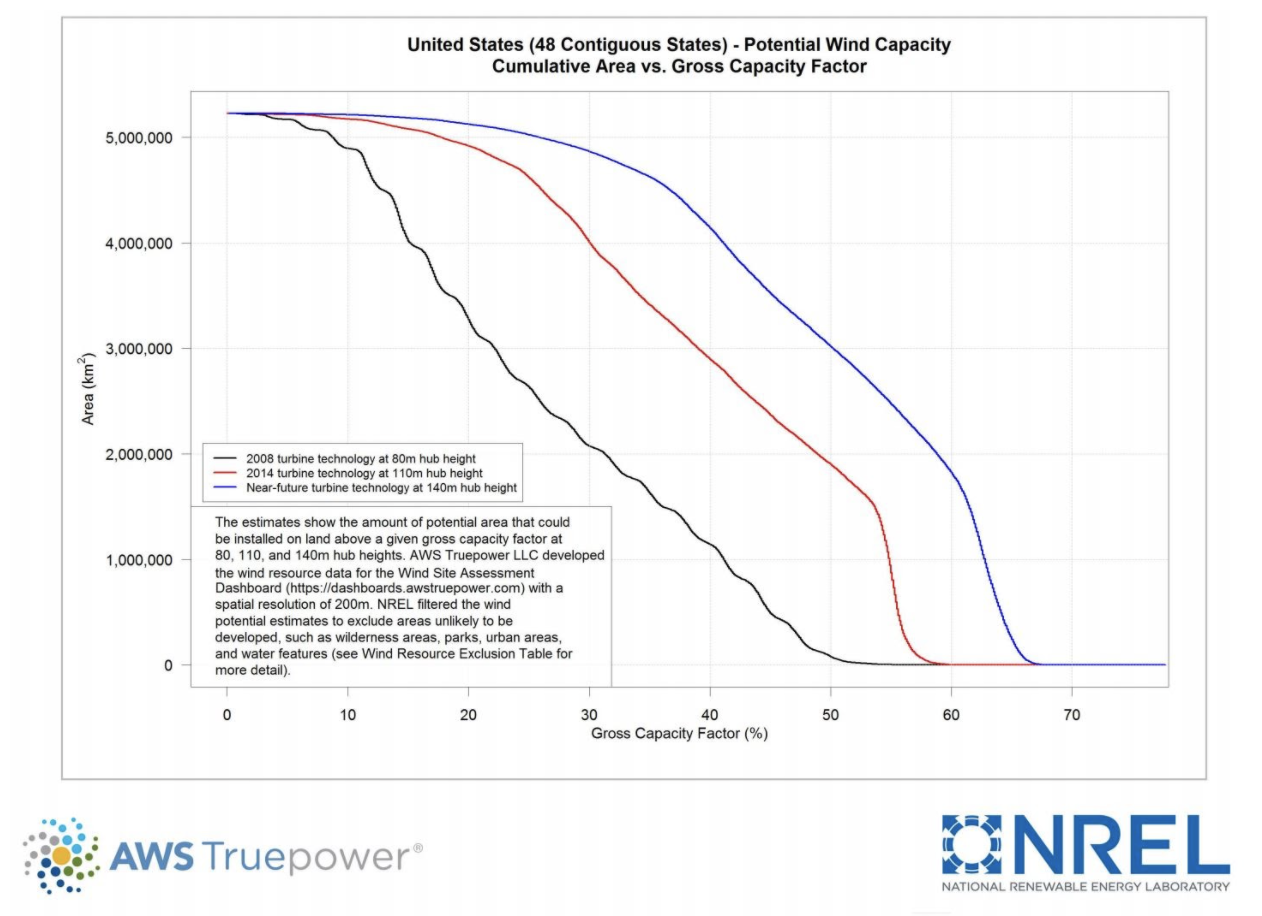 United States (48 Contiguous States) - Potential Wind Capacity
Cumulative Area vs. Gross Capacity Factor
Area (km²)
5,000,000
4,000,000
3,000,000
2,000,000
1,000,000
0
2008 turbine technology at 80m hub height
2014 turbine technology at 110m hub height
Near-future turbine technology at 140m hub height
The estimates show the amount of potential area that could
be installed on land above a given gross capacity factor at
80, 110, and 140m hub heights. AWS Truepower LLC developed
the wind resource data for the Wind Site Assessment
Dashboard (https://dashboards.awstruepower.com) with a
spatial resolution of 200m. NREL filtered the wind
potential estimates to exclude areas unlikely to be
developed, such as wilderness areas, parks, urban areas,
and water features (see Wind Resource Exclusion Table for
more detail).
0 10 20 30 40 50 60 70
Gross Capacity Factor (%)
AWS Truepower®
NREL
NATIONAL RENEWABLE ENERGY LABORATORY